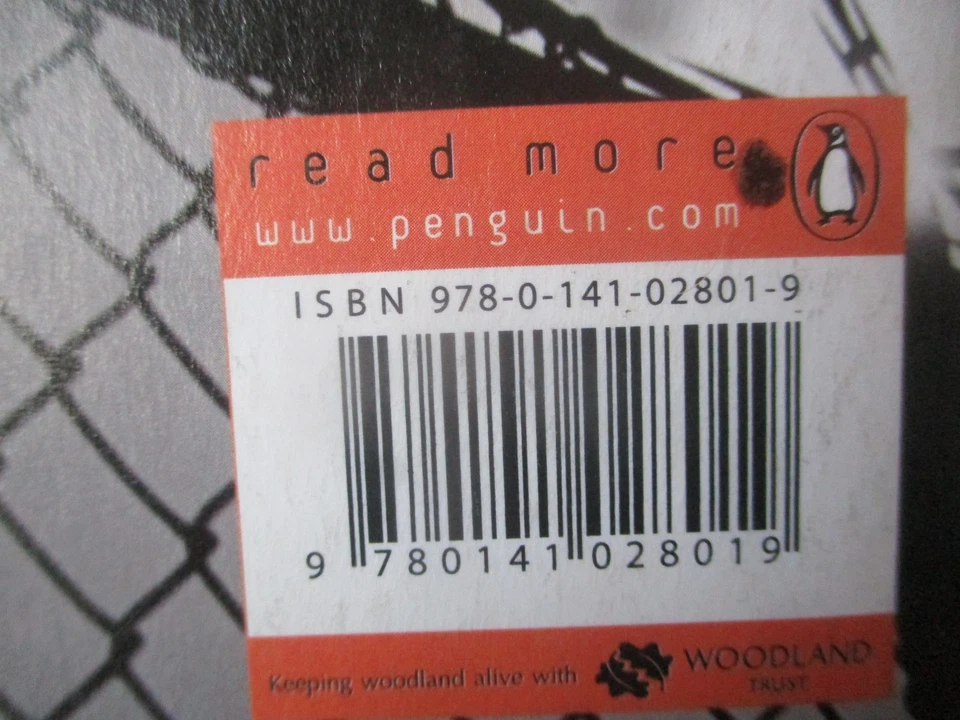 read more
www.penguin.com
ISBN 978-0-141-02801-9
9 780141 028019
Keeping woodland alive with WOODLAND
TRUST